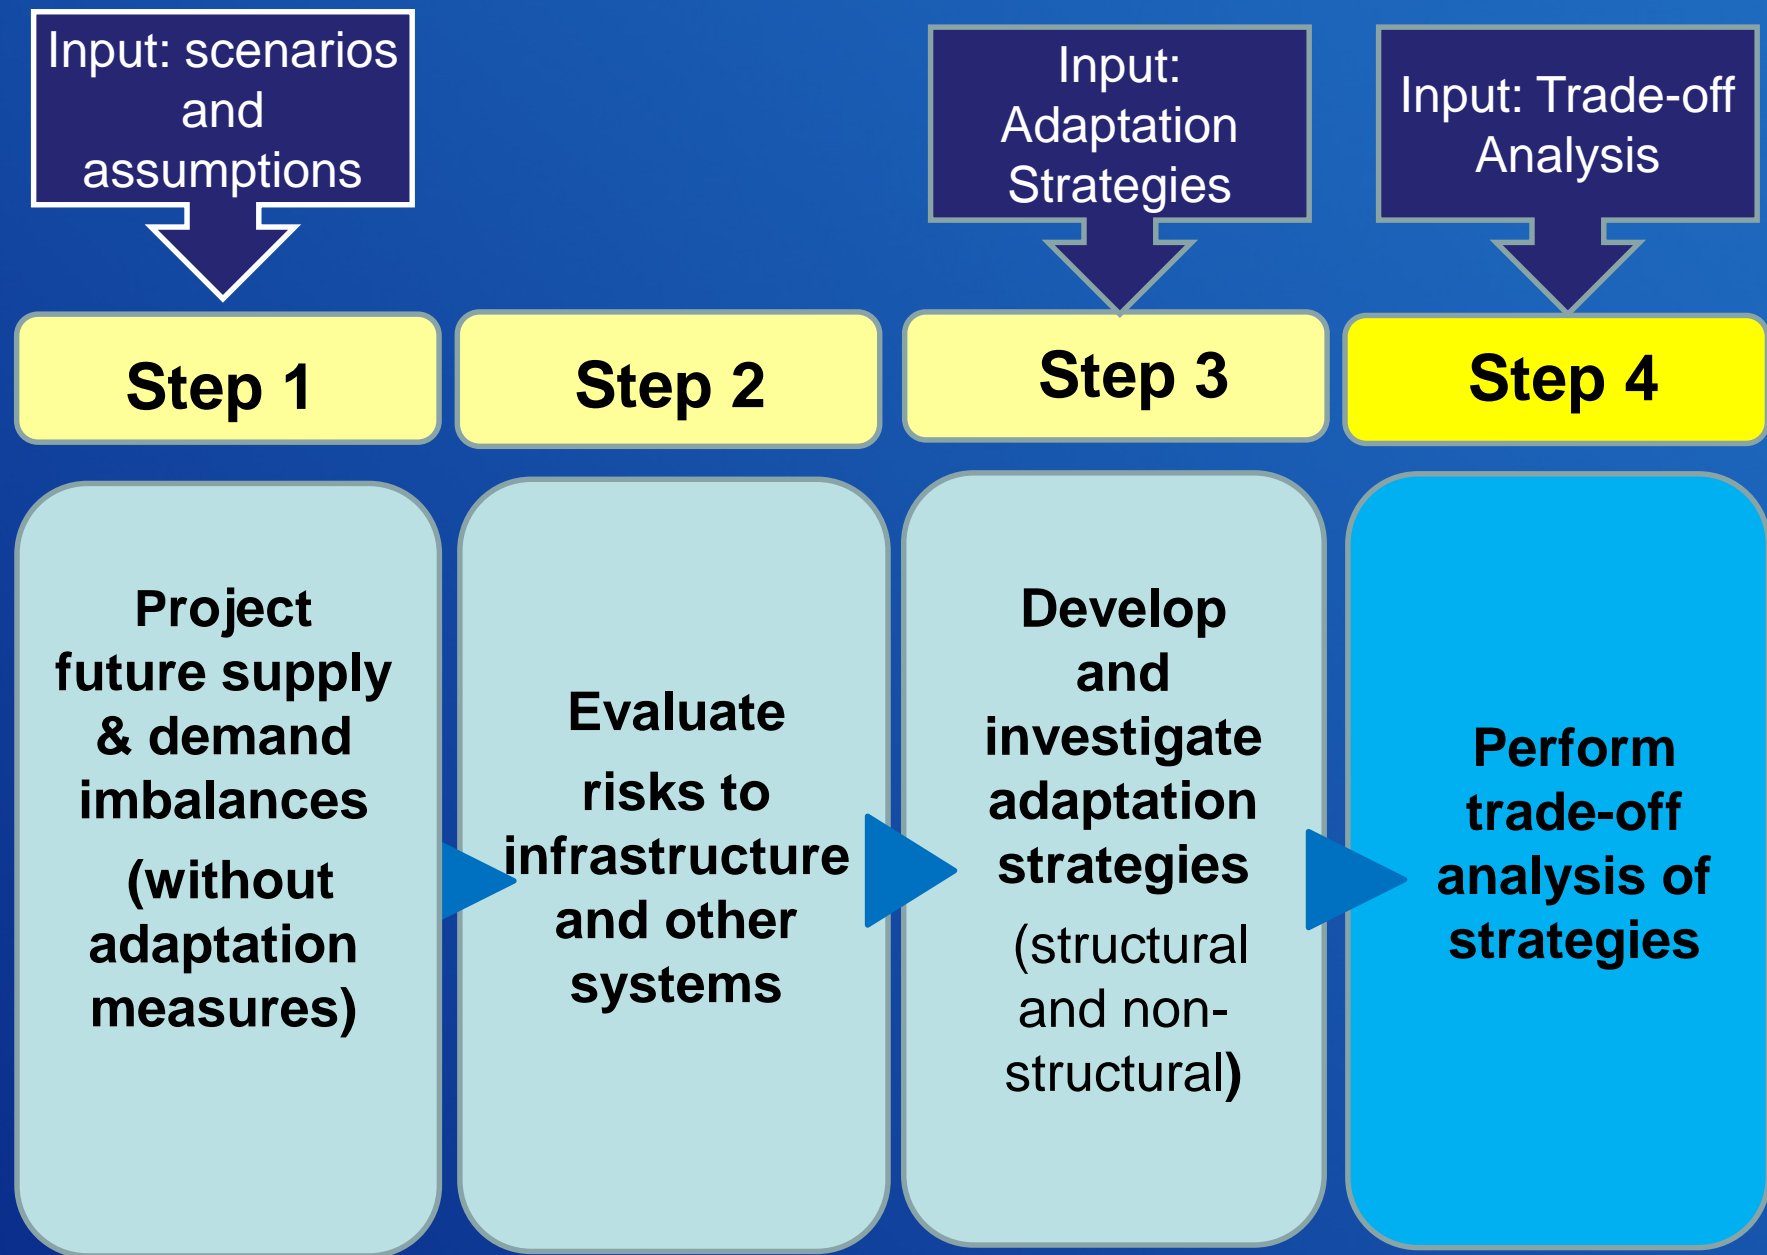 Input: scenarios
and
assumptions
Input:
Adaptation
Strategies
Input: Trade-off
Analysis
Step 1
Step 2
Step 3
Step 4
Project
future supply
& demand
imbalances
(without
adaptation
measures)
Evaluate
risks to
infrastructure
and other
systems
Develop
and
investigate
adaptation
strategies
(structural
and non-
structural)
Perform
trade-off
analysis of
strategies